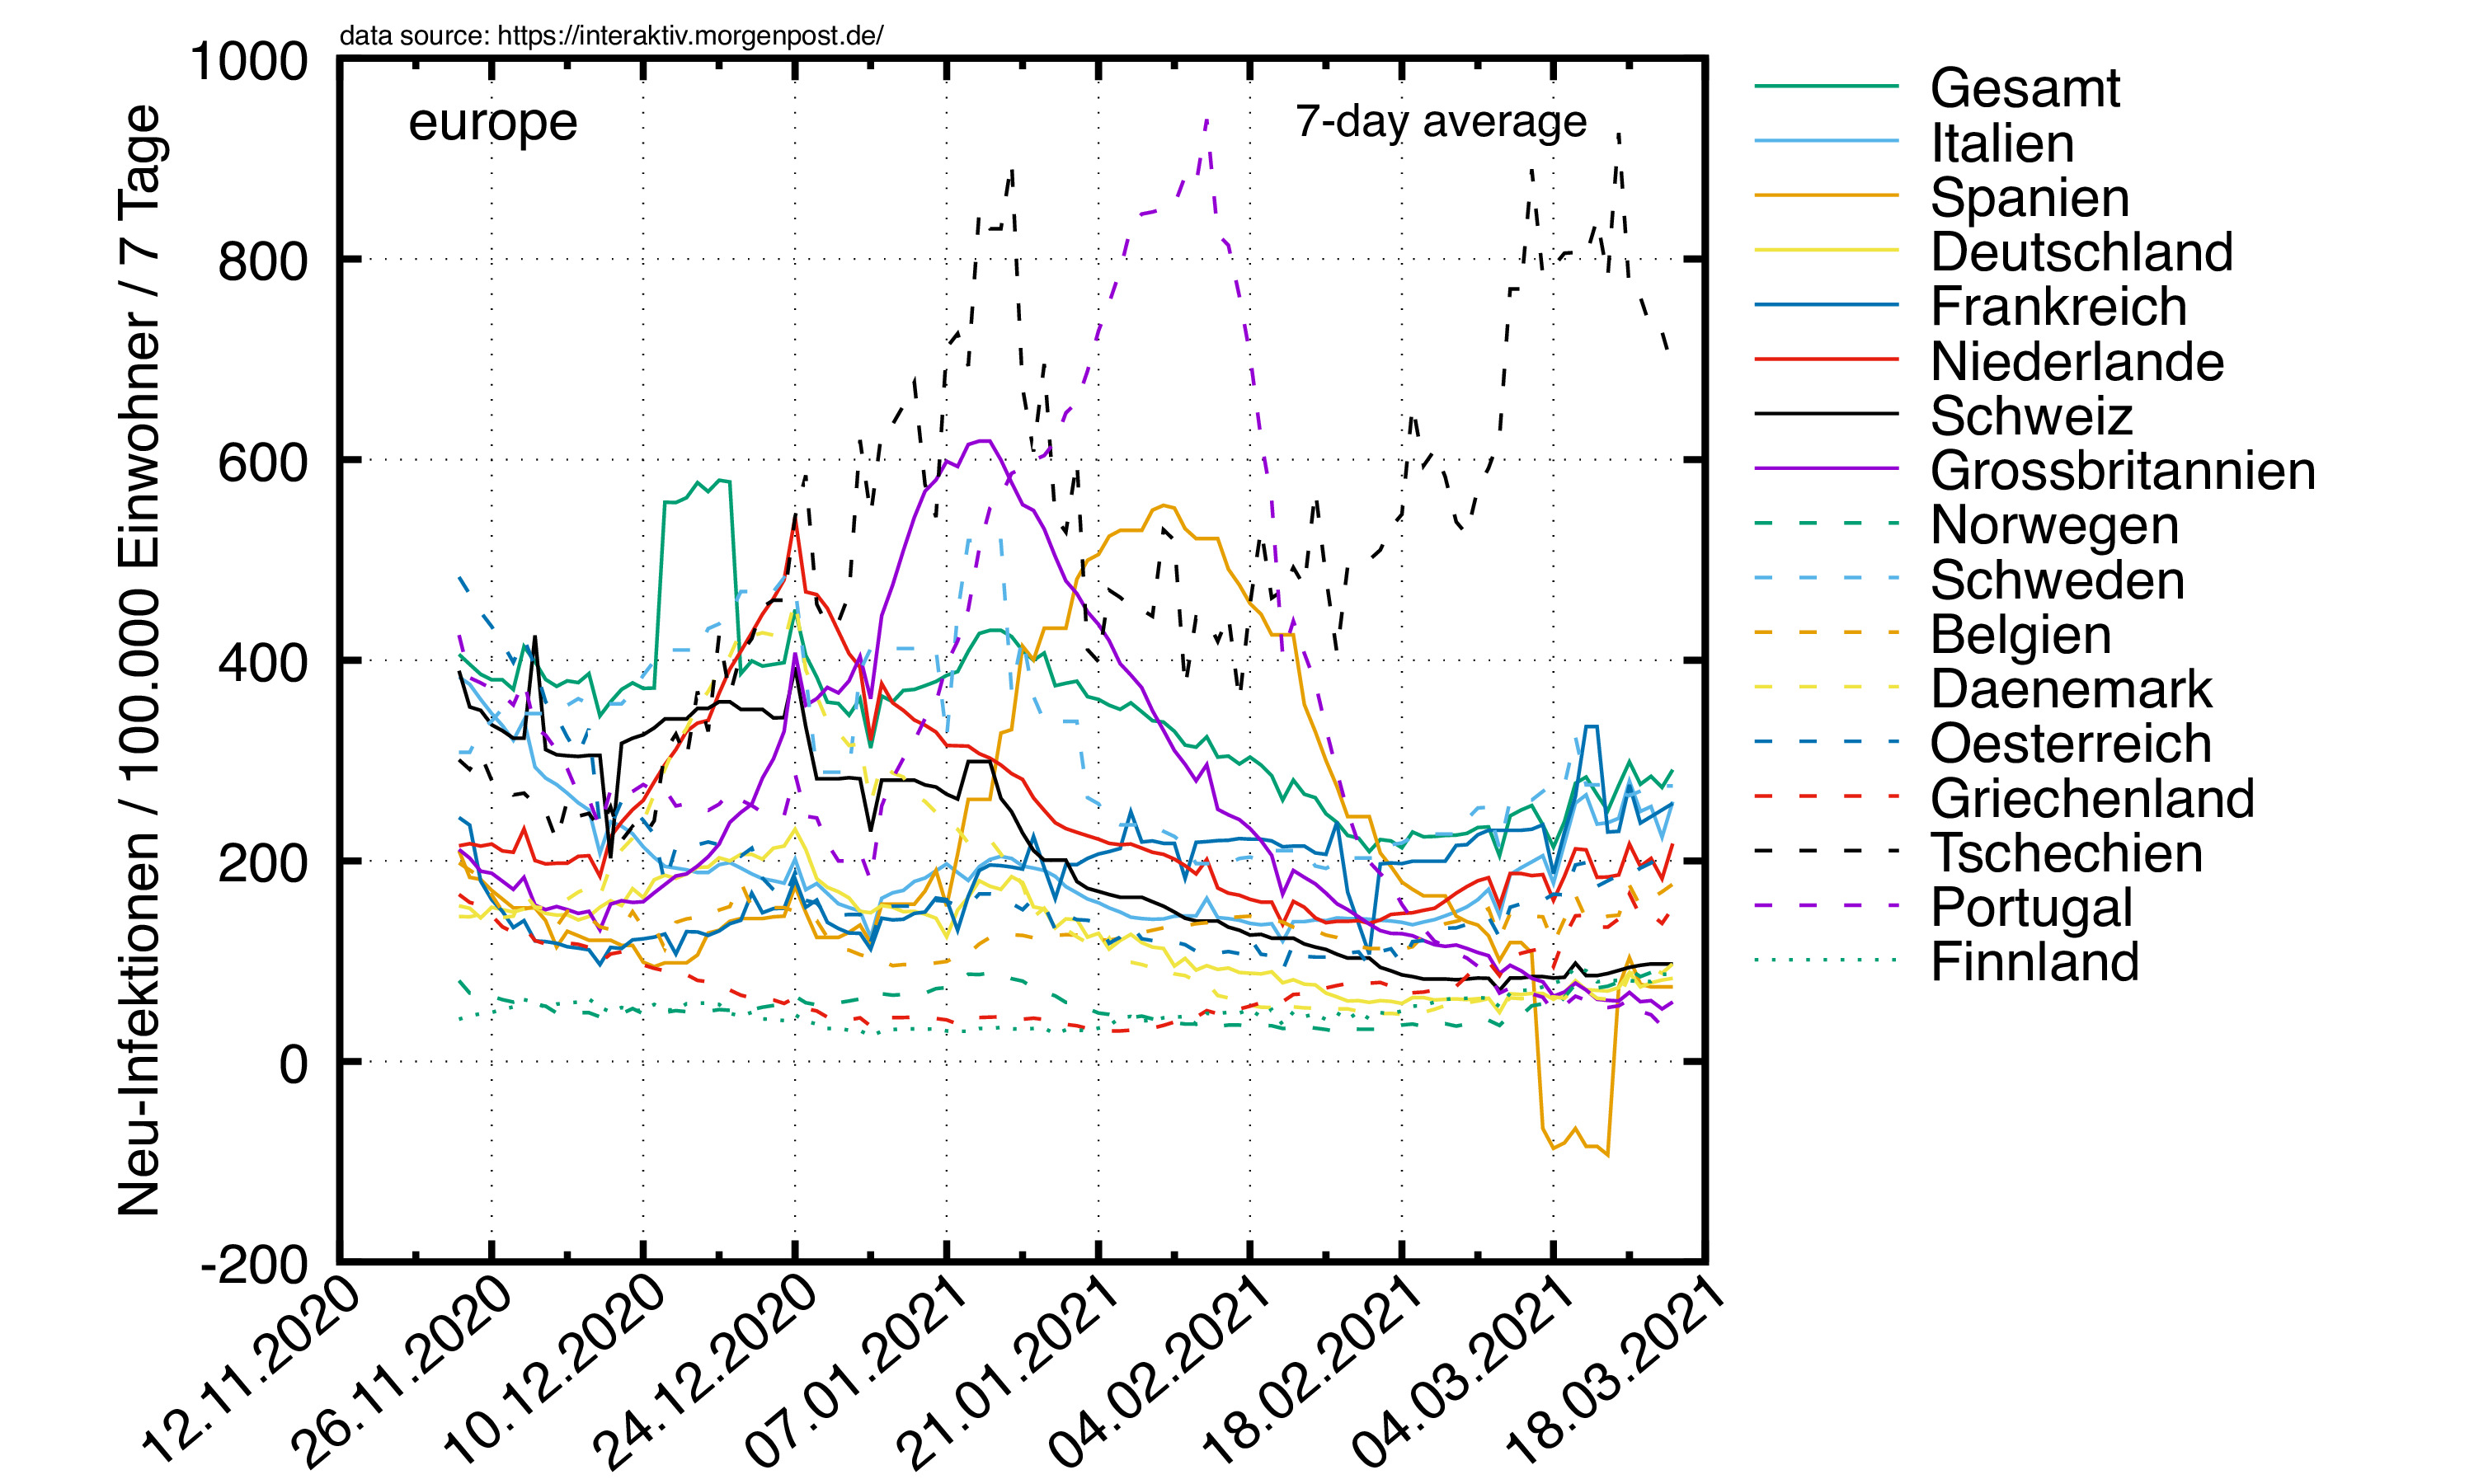 data source: https://interaktiv.morgenpost.de/
europe
7-day average
Neu-Infektionen / 100.000 Einwohner / 7 Tage
1000
800
600
400
200
0
-200
12.11.2020
26.11.2020
10.12.2020
24.12.2020
07.01.2021
21.01.2021
04.02.2021
18.02.2021
04.03.2021
18.03.2021
Gesamt
Italien
Spanien
Deutschland
Frankreich
Niederlande
Schweiz
Grossbritannien
Norwegen
Schweden
Belgien
Daenemark
Oesterreich
Griechenland
Tschechien
Portugal
Finnland